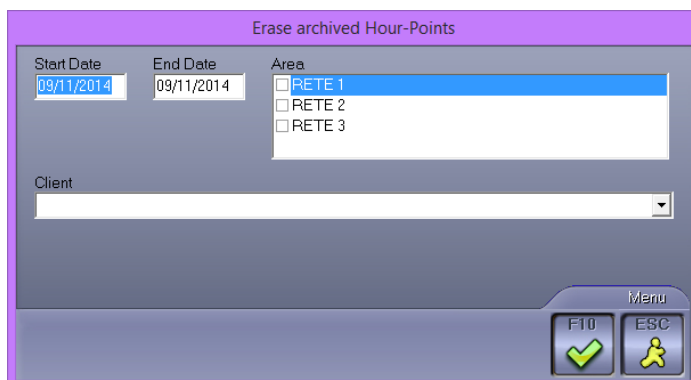 Erase archived Hour-Points
Start Date End Date Area
09/11/2014 09/11/2014 RETE 1
RETE 2
RETE 3
Client
Menu
F10 ESC